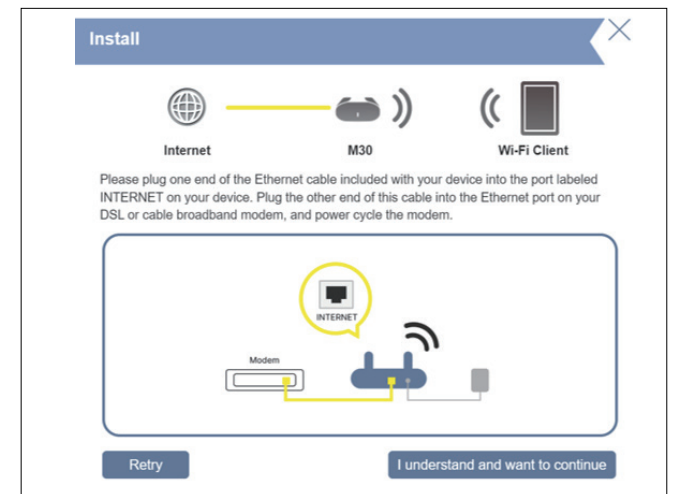 Install
Internet
M30
Wi-Fi Client
Please plug one end of the Ethernet cable included with your device into the port labeled
INTERNET on your device. Plug the other end of this cable into the Ethernet port on your
DSL or cable broadband modem, and power cycle the modem.
INTERNET
Modem
Retry
I understand and want to continue